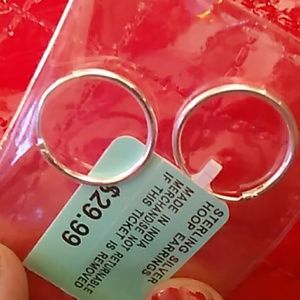 STERLING SILVER
HOOP EARRINGS
MADE IN INDIA
MERCHANDISE NOT RETURNABLE
IF THIS TICKET IS REMOVED
$29.99